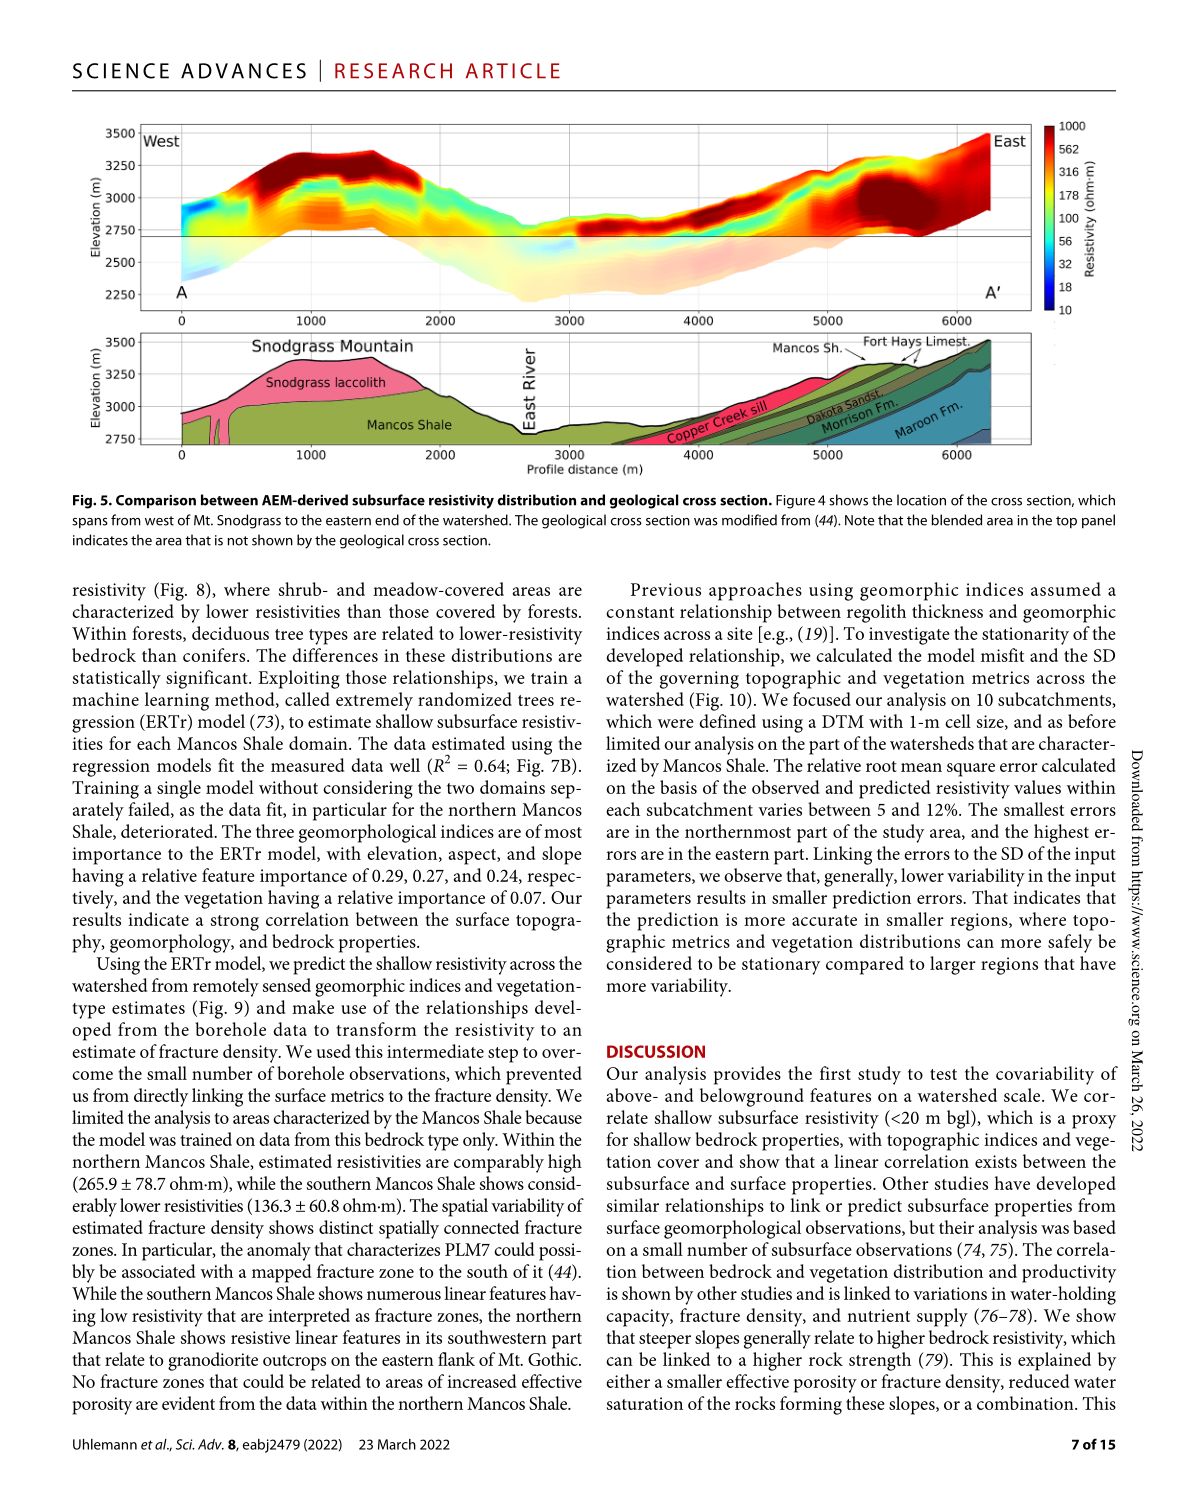 SCIENCE ADVANCES | RESEARCH ARTICLE
3500
3250
3000
2750
2500
2250
Elevation (m)
West
East
A
A′
0 1000 2000 3000 4000 5000 6000
1000
562
316
178
100
56
32
18
10
Resistivity (ohm·m)
3500
3250
3000
2750
Elevation (m)
Snodgrass Mountain
Snodgrass laccolith
Mancos Shale
East River
Mancos Sh.
Fort Hays Limest.
Copper Creek sill
Dakota Sandst.
Morrison Fm.
Maroon Fm.
0 1000 2000 3000 4000 5000 6000
Profile distance (m)
Fig. 5. Comparison between AEM-derived subsurface resistivity distribution and geological cross section. Figure 4 shows the location of the cross section, which
spans from west of Mt. Snodgrass to the eastern end of the watershed. The geological cross section was modified from (44). Note that the blended area in the top panel
indicates the area that is not shown by the geological cross section.
resistivity (Fig. 8), where shrub- and meadow-covered areas are
characterized by lower resistivities than those covered by forests.
Within forests, deciduous tree types are related to lower-resistivity
bedrock than conifers. The differences in these distributions are
statistically significant. Exploiting those relationships, we train a
machine learning method, called extremely randomized trees re-
gression (ERTr) model (73), to estimate shallow subsurface resistiv-
ities for each Mancos Shale domain. The data estimated using the
regression models fit the measured data well (R² = 0.64; Fig. 7B).
Training a single model without considering the two domains sep-
arately failed, as the data fit, in particular for the northern Mancos
Shale, deteriorated. The three geomorphological indices are of most
importance to the ERTr model, with elevation, aspect, and slope
having a relative feature importance of 0.29, 0.27, and 0.24, respec-
tively, and the vegetation having a relative importance of 0.07. Our
results indicate a strong correlation between the surface topogra-
phy, geomorphology, and bedrock properties.
Using the ERTr model, we predict the shallow resistivity across the
watershed from remotely sensed geomorphic indices and vegetation-
type estimates (Fig. 9) and make use of the relationships devel-
oped from the borehole data to transform the resistivity to an
estimate of fracture density. We used this intermediate step to over-
come the small number of borehole observations, which prevented
us from directly linking the surface metrics to the fracture density. We
limited the analysis to areas characterized by the Mancos Shale because
the model was trained on data from this bedrock type only. Within the
northern Mancos Shale, estimated resistivities are comparably high
(265.9 ± 78.7 ohm·m), while the southern Mancos Shale shows consid-
erably lower resistivities (136.3 ± 60.8 ohm·m). The spatial variability of
estimated fracture density shows distinct spatially connected fracture
zones. In particular, the anomaly that characterizes PLM7 could possi-
bly be associated with a mapped fracture zone to the south of it (44).
While the southern Mancos Shale shows numerous linear features hav-
ing low resistivity that are interpreted as fracture zones, the northern
Mancos Shale shows resistive linear features in its southwestern part
that relate to granodiorite outcrops on the eastern flank of Mt. Gothic.
No fracture zones that could be related to areas of increased effective
porosity are evident from the data within the northern Mancos Shale.
Previous approaches using geomorphic indices assumed a
constant relationship between regolith thickness and geomorphic
indices across a site [e.g., (19)]. To investigate the stationarity of the
developed relationship, we calculated the model misfit and the SD
of the governing topographic and vegetation metrics across the
watershed (Fig. 10). We focused our analysis on 10 subcatchments,
which were defined using a DTM with 1-m cell size, and as before
limited our analysis on the part of the watersheds that are character-
ized by Mancos Shale. The relative root mean square error calculated
on the basis of the observed and predicted resistivity values within
each subcatchment varies between 5 and 12%. The smallest errors
are in the northernmost part of the study area, and the highest er-
rors are in the eastern part. Linking the errors to the SD of the input
parameters, we observe that, generally, lower variability in the input
parameters results in smaller prediction errors. That indicates that
the prediction is more accurate in smaller regions, where topo-
graphic metrics and vegetation distributions can more safely be
considered to be stationary compared to larger regions that have
more variability.
DISCUSSION
Our analysis provides the first study to test the covariability of
above- and belowground features on a watershed scale. We cor-
relate shallow subsurface resistivity (<20 m bgl), which is a proxy
for shallow bedrock properties, with topographic indices and vege-
tation cover and show that a linear correlation exists between the
subsurface and surface properties. Other studies have developed
similar relationships to link or predict subsurface properties from
surface geomorphological observations, but their analysis was based
on a small number of subsurface observations (74, 75). The correla-
tion between bedrock and vegetation distribution and productivity
is shown by other studies and is linked to variations in water-holding
capacity, fracture density, and nutrient supply (76–78). We show
that steeper slopes generally relate to higher bedrock resistivity, which
can be linked to a higher rock strength (79). This is explained by
either a smaller effective porosity or fracture density, reduced water
saturation of the rocks forming these slopes, or a combination. This
Downloaded from https://www.science.org on March 26, 2022
Uhlemann et al., Sci. Adv. 8, eabj2479 (2022) 23 March 2022
7 of 15